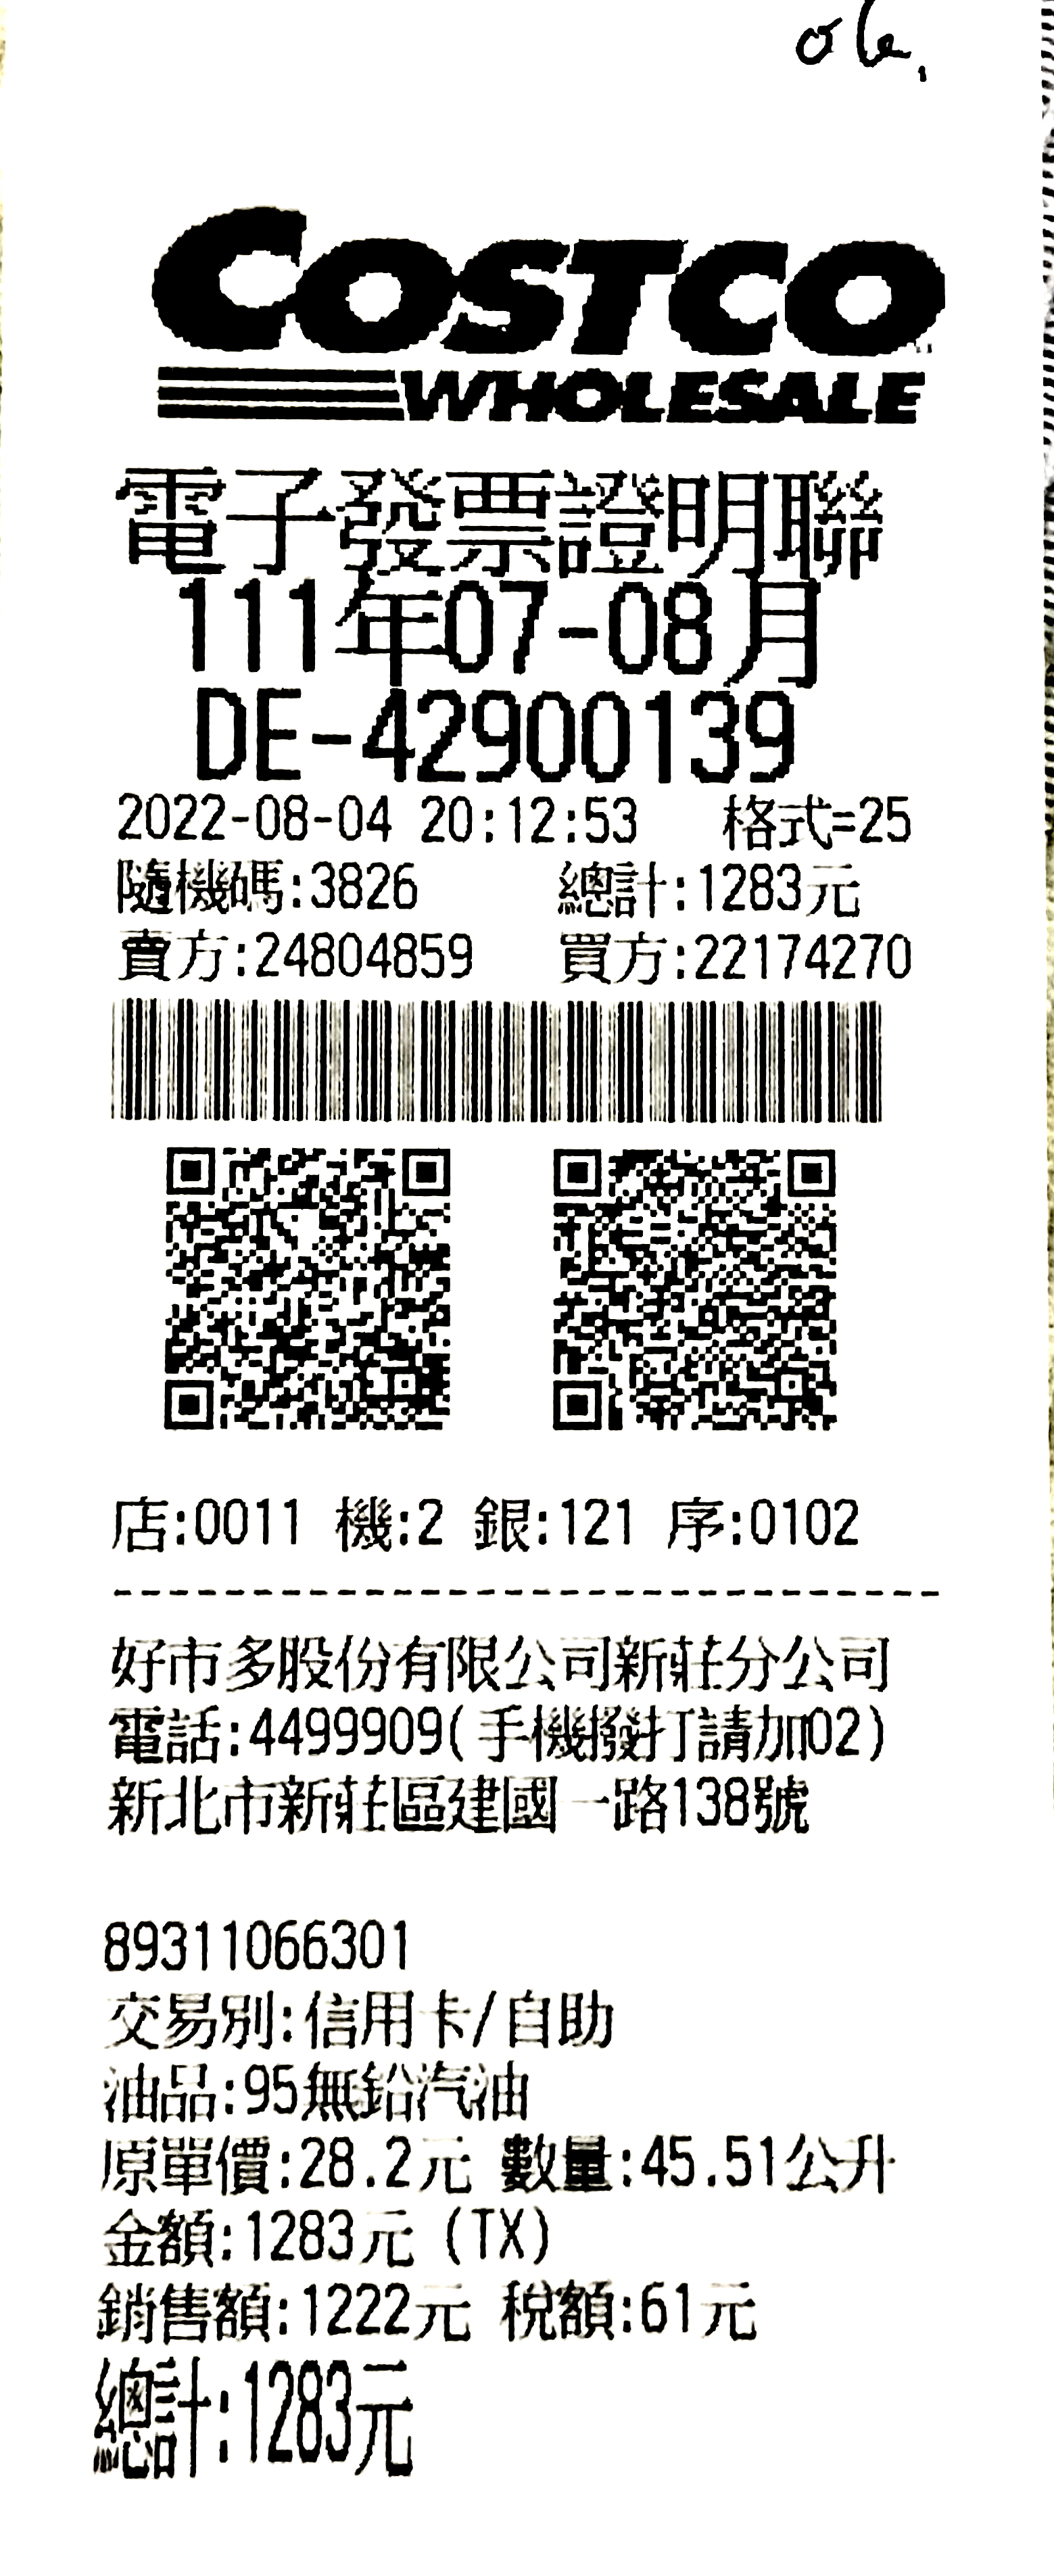 ok.
COSTCO
WHOLESALE
電子發票證明聯
111年07-08月
DE-42900139
2022-08-04 20:12:53 格式=25
隨機碼:3826 總計:1283元
賣方:24804859 買方:22174270
店:0011 機:2 銀:121 序:0102
--------------------------------
好市多股份有限公司新莊分公司
電話:4499909(手機撥打請加02)
新北市新莊區建國一路138號
89311066301
交易別:信用卡/自助
油品:95無鉛汽油
原單價:28.2元 數量:45.51公升
金額:1283元 (TX)
銷售額:1222元 稅額:61元
總計:1283元